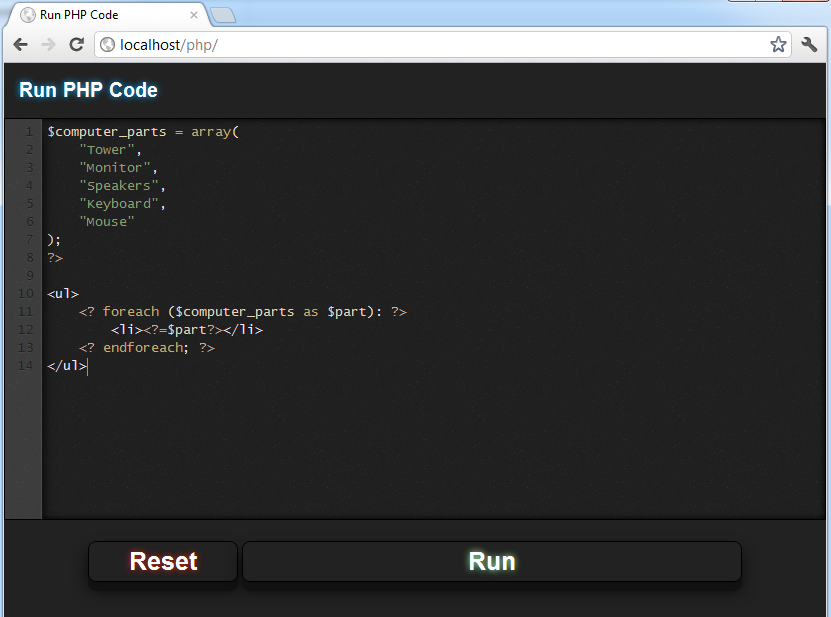 Run PHP Code
localhost/php/
Run PHP Code
1 $computer_parts = array(
2     "Tower",
3     "Monitor",
4     "Speakers",
5     "Keyboard",
6     "Mouse"
7 );
8 ?>
9
10 <ul>
11     <? foreach ($computer_parts as $part): ?>
12         <li><?=$part?></li>
13     <? endforeach; ?>
14 </ul>
Reset Run